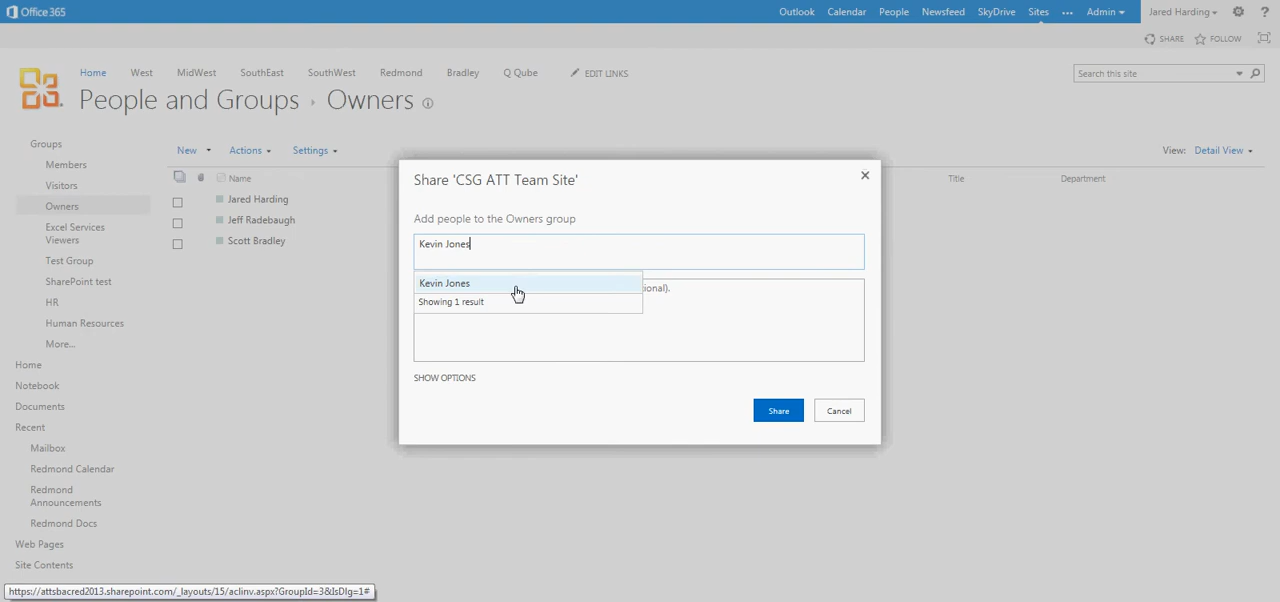 Office 365
Outlook Calendar People Newsfeed SkyDrive Sites ••• Admin Jared Harding ?
SHARE FOLLOW
Home West MidWest SouthEast SouthWest Redmond Bradley Q Qube EDIT LINKS
Search this site
People and Groups › Owners
Groups
Members
Visitors
Owners
Excel Services
Viewers
Test Group
SharePoint test
HR
Human Resources
More...
Home
Notebook
Documents
Recent
Mailbox
Redmond Calendar
Redmond
Announcements
Redmond Docs
Web Pages
Site Contents
New Actions Settings
View: Detail View
Name Title Department
Jared Harding
Jeff Radebaugh
Scott Bradley
Share 'CSG ATT Team Site'
Add people to the Owners group
Kevin Jones
Kevin Jones
Showing 1 result
ional).
SHOW OPTIONS
Share Cancel
https://attsbacred2013.sharepoint.com/_layouts/15/aclinv.aspx?GroupId=3&IsDlg=1#